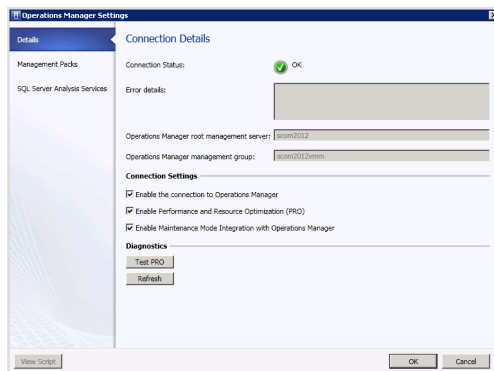 Operations Manager Settings
Details
Management Packs
SQL Server Analysis Services
Connection Details
Connection Status:
OK
Error details:
Operations Manager root management server: scom2012
Operations Manager management group: scom2012vmm
Connection Settings
Enable the connection to Operations Manager
Enable Performance and Resource Optimization (PRO)
Enable Maintenance Mode Integration with Operations Manager
Diagnostics
Test PRO
Refresh
View Script
OK
Cancel